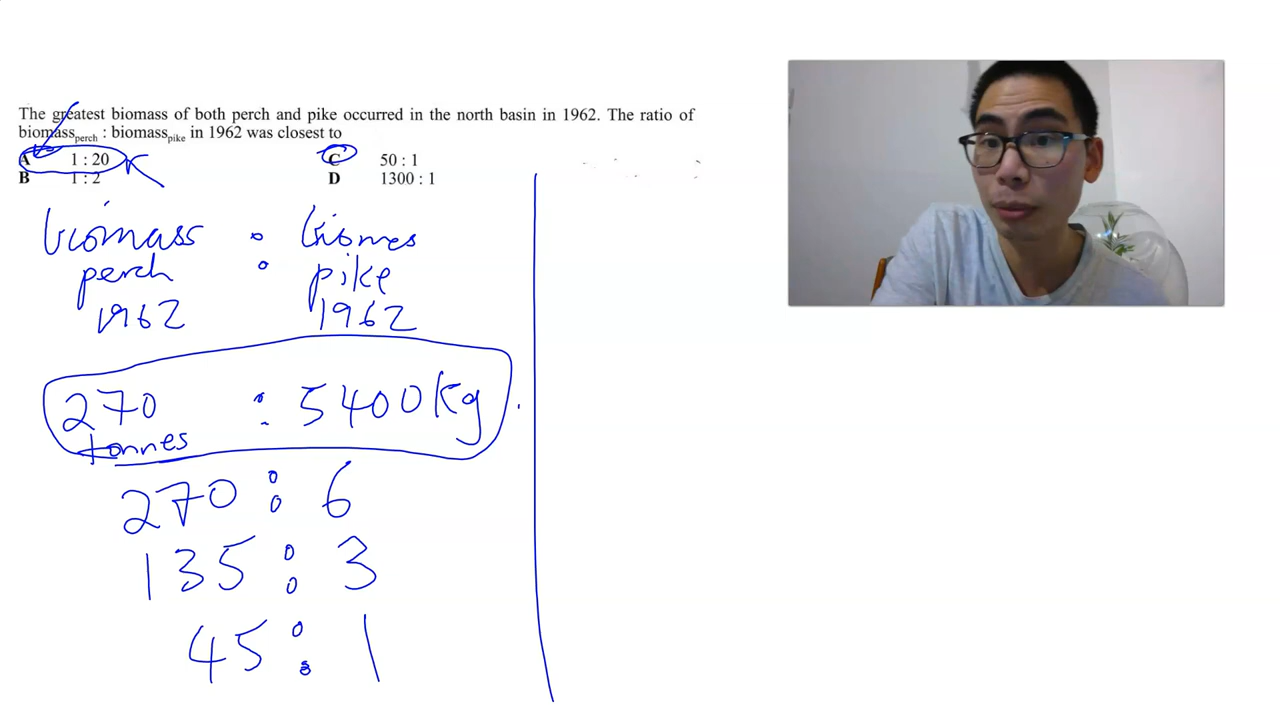 The greatest biomass of both perch and pike occurred in the north basin in 1962. The ratio of
biomassperch : biomasspike in 1962 was closest to
A 1 : 20 C 50 : 1
B 1 : 2 D 1300 : 1
biomass : biomes
perch : pike
1962 1962
270 : 5400kg
tonnes
270 : 6
135 : 3
45 : 1